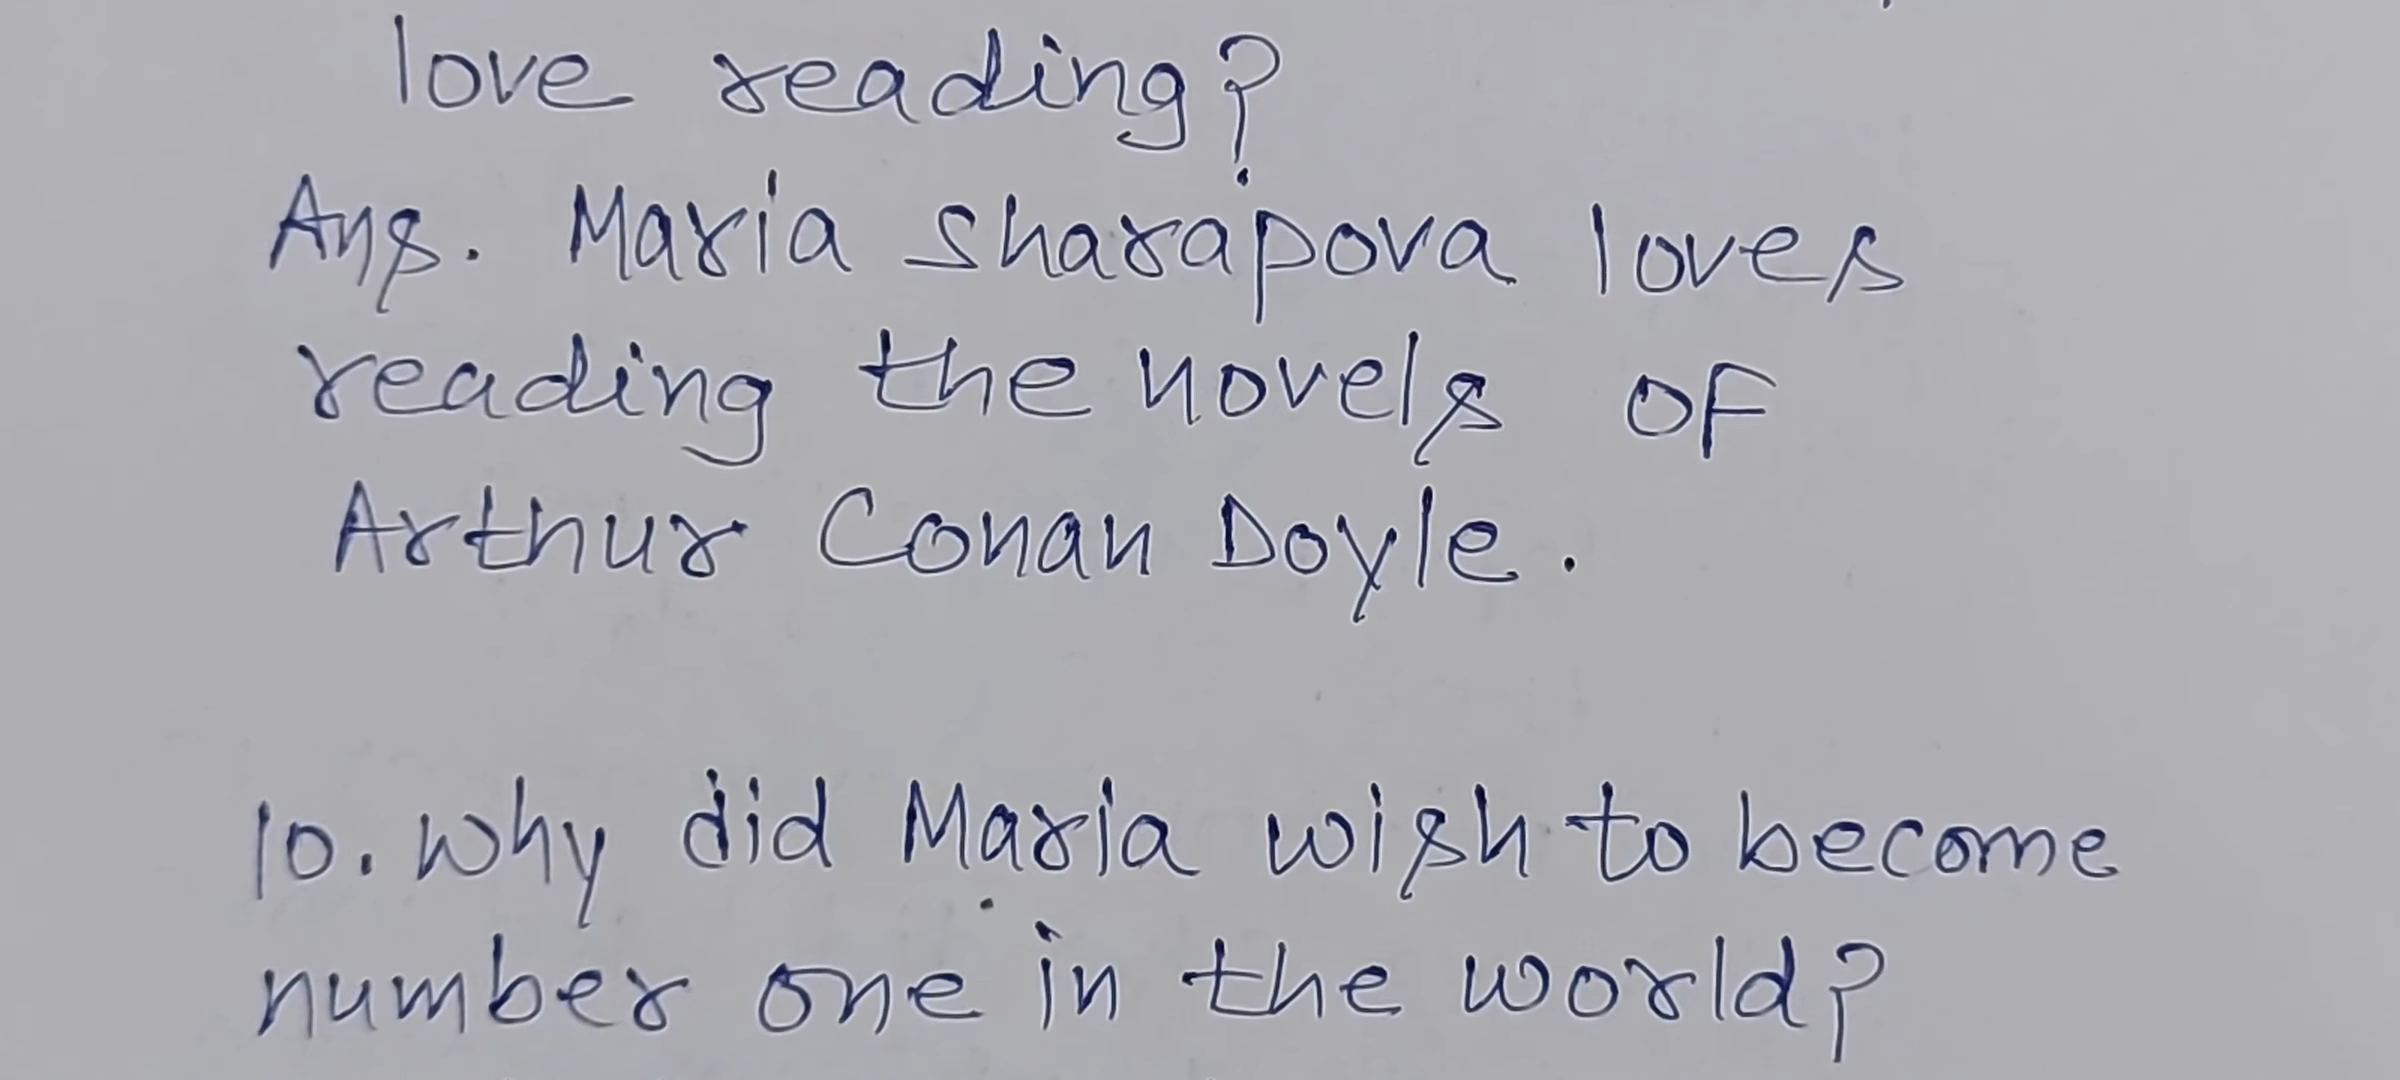 love reading?
Ans. Maria sharapova loves
reading the novels of
Arthur Conan Doyle.
10. Why did Maria wish to become
number one in the world?